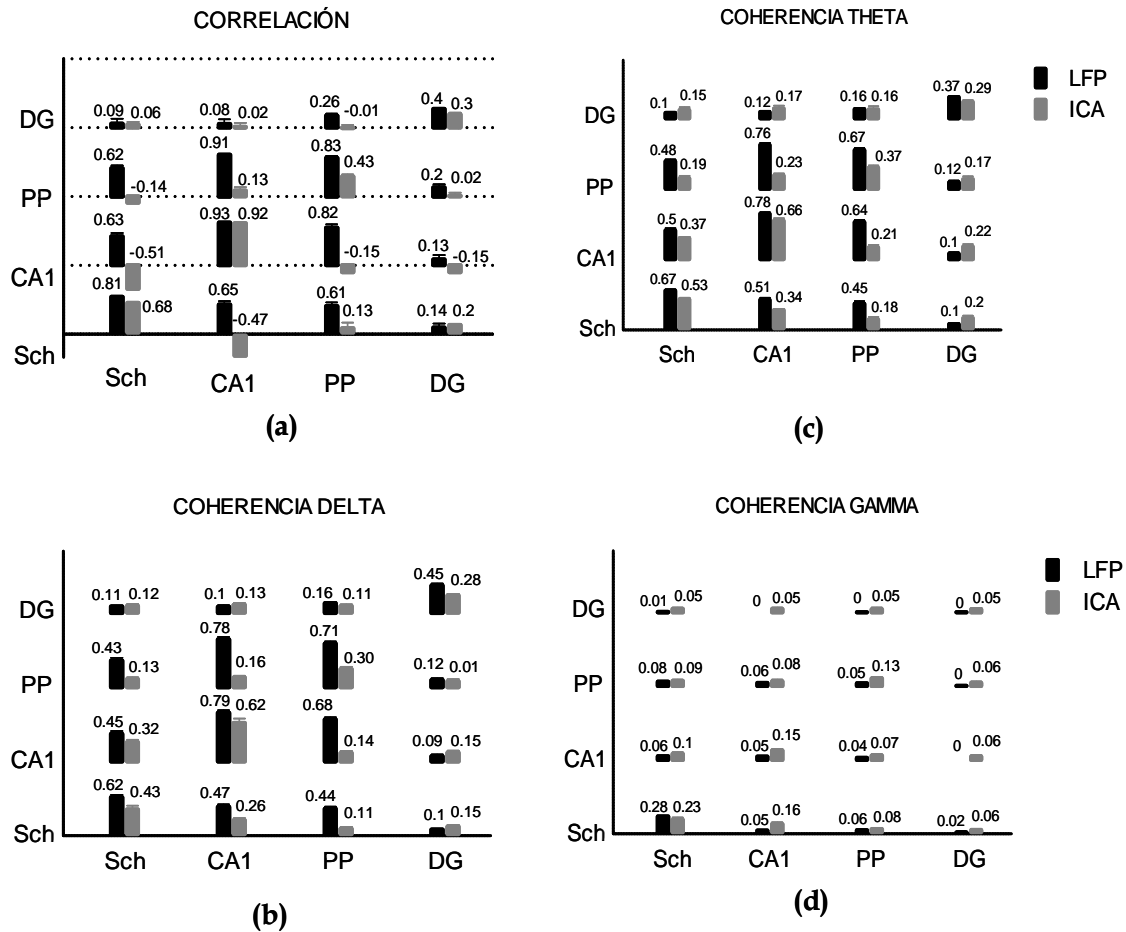 CORRELACIÓN
0.09 0.06 0.08 0.02 0.26 -0.01 0.4 0.3
DG
0.62 -0.14 0.91 0.13 0.83 0.43 0.2 0.02
PP
0.63 -0.51 0.93 0.92 0.82 -0.15 0.13 -0.15
CA1
0.81 0.68 0.65 -0.47 0.61 0.13 0.14 0.2
Sch
Sch CA1 PP DG
(a)
COHERENCIA THETA
LFP
ICA
0.1 0.15 0.12 0.17 0.16 0.16 0.37 0.29
DG
0.48 0.19 0.76 0.23 0.67 0.37 0.12 0.17
PP
0.5 0.37 0.78 0.66 0.64 0.21 0.1 0.22
CA1
0.67 0.53 0.51 0.34 0.45 0.18 0.1 0.2
Sch
Sch CA1 PP DG
(c)
COHERENCIA DELTA
0.11 0.12 0.1 0.13 0.16 0.11 0.45 0.28
DG
0.43 0.13 0.78 0.16 0.71 0.30 0.12 0.01
PP
0.45 0.32 0.79 0.62 0.68 0.14 0.09 0.15
CA1
0.62 0.43 0.47 0.26 0.44 0.11 0.1 0.15
Sch
Sch CA1 PP DG
(b)
COHERENCIA GAMMA
LFP
ICA
0.01 0.05 0 0.05 0 0.05 0 0.05
DG
0.08 0.09 0.06 0.08 0.05 0.13 0 0.06
PP
0.06 0.1 0.05 0.15 0.04 0.07 0 0.06
CA1
0.28 0.23 0.05 0.16 0.06 0.08 0.02 0.06
Sch
Sch CA1 PP DG
(d)